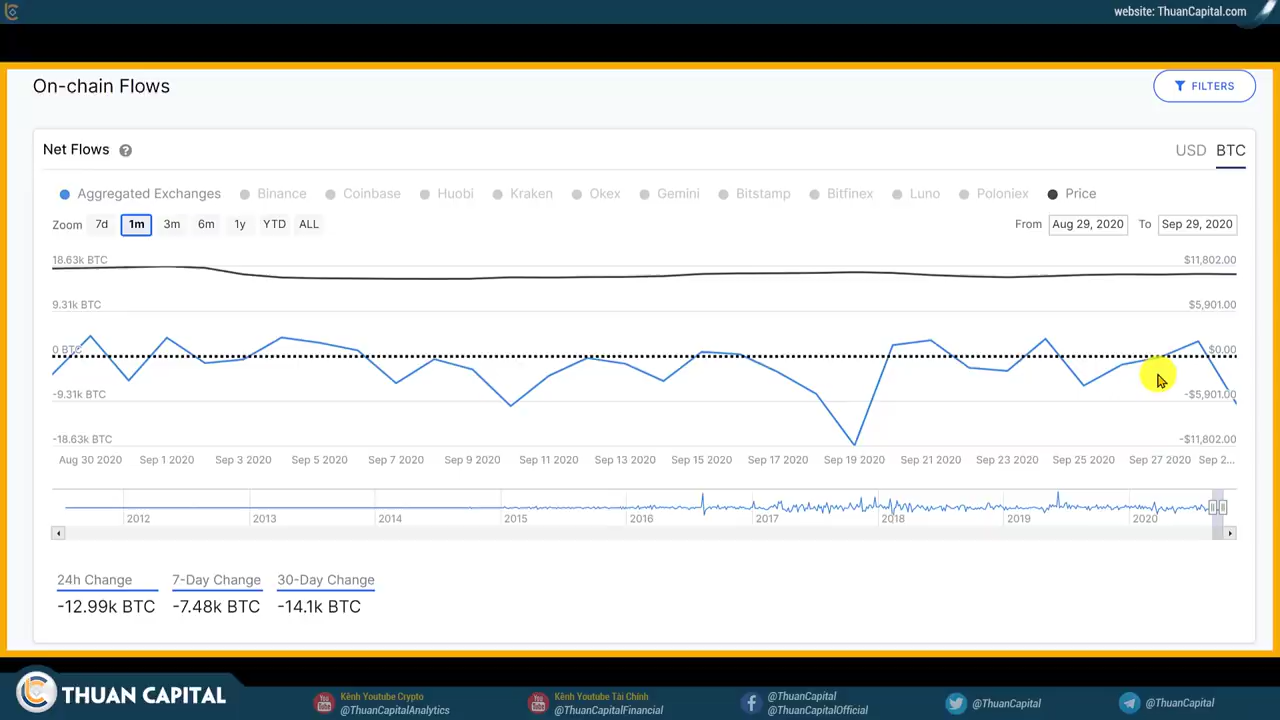 website: ThuanCapital.com
On-chain Flows
FILTERS
Net Flows ?
USD BTC
Aggregated Exchanges Binance Coinbase Huobi Kraken Okex Gemini Bitstamp Bitfinex Luno Poloniex Price
Zoom 7d 1m 3m 6m 1y YTD ALL
From Aug 29, 2020 To Sep 29, 2020
18.63k BTC $11,802.00
9.31k BTC $5,901.00
0 BTC $0.00
-9.31k BTC -$5,901.00
-18.63k BTC -$11,802.00
Aug 30 2020 Sep 1 2020 Sep 3 2020 Sep 5 2020 Sep 7 2020 Sep 9 2020 Sep 11 2020 Sep 13 2020 Sep 15 2020 Sep 17 2020 Sep 19 2020 Sep 21 2020 Sep 23 2020 Sep 25 2020 Sep 27 2020 Sep 2...
2012 2013 2014 2015 2016 2017 2018 2019 2020
24h Change 7-Day Change 30-Day Change
-12.99k BTC -7.48k BTC -14.1k BTC
THUAN CAPITAL
Kênh Youtube Crypto
@ThuanCapitalAnalytics
Kênh Youtube Tài Chính
@ThuanCapitalFinancial
@ThuanCapital
@ThuanCapitalOfficial
@ThuanCapital
@ThuanCapital